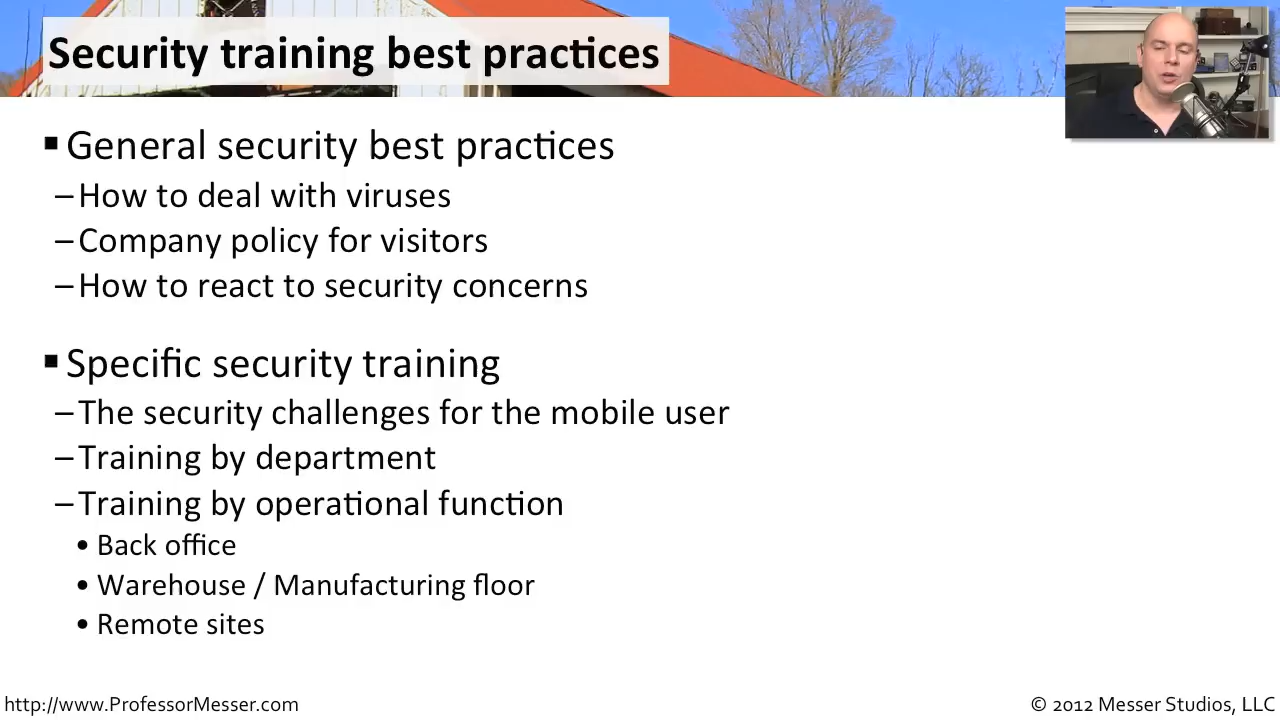 Security training best practices
▪ General security best practices
– How to deal with viruses
– Company policy for visitors
– How to react to security concerns
▪ Specific security training
– The security challenges for the mobile user
– Training by department
– Training by operational function
• Back office
• Warehouse / Manufacturing floor
• Remote sites
http://www.ProfessorMesser.com
© 2012 Messer Studios, LLC